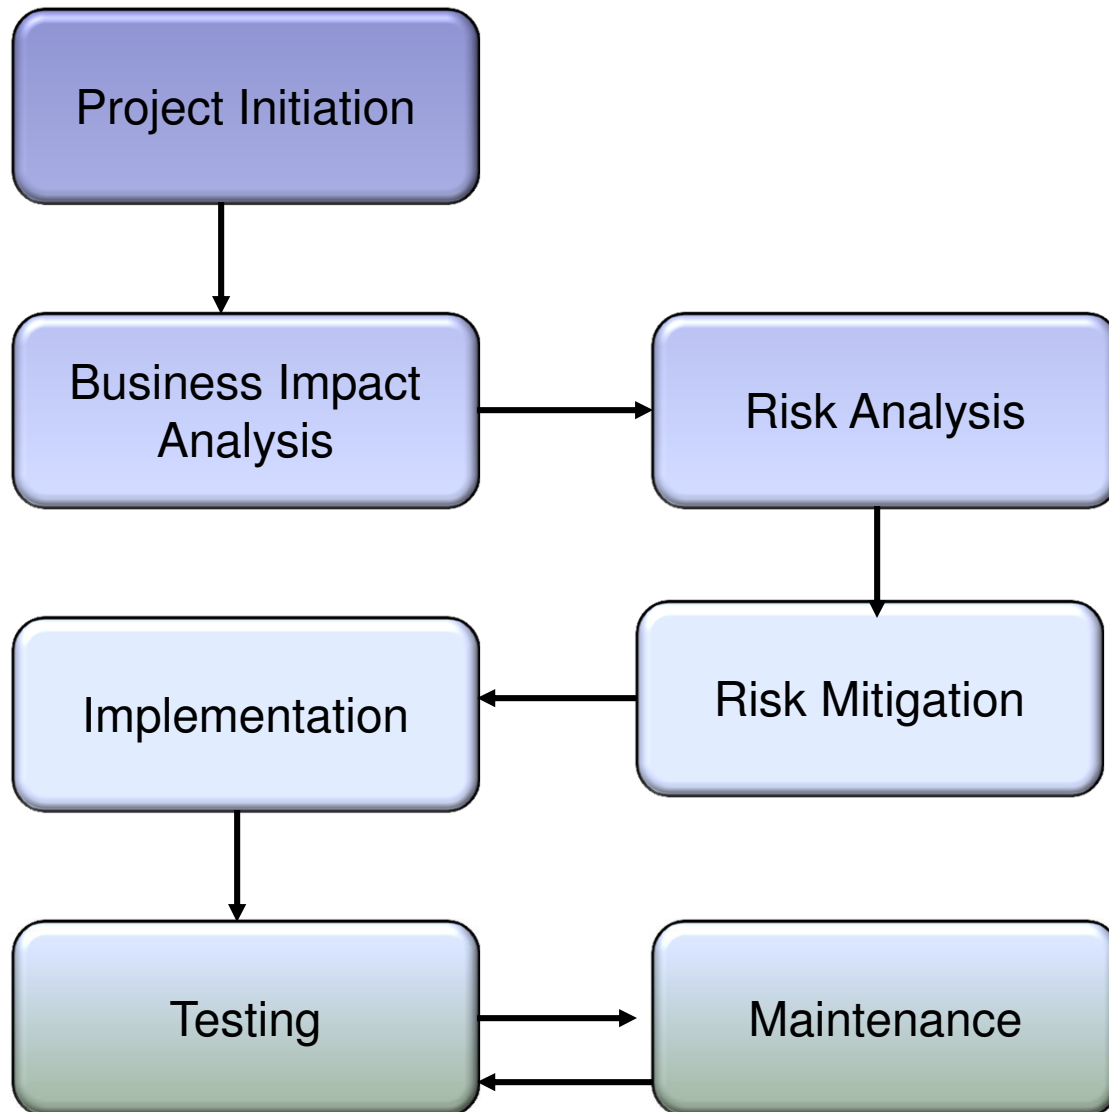 Project Initiation
Business Impact
Analysis
Risk Analysis
Risk Mitigation
Implementation
Testing
Maintenance